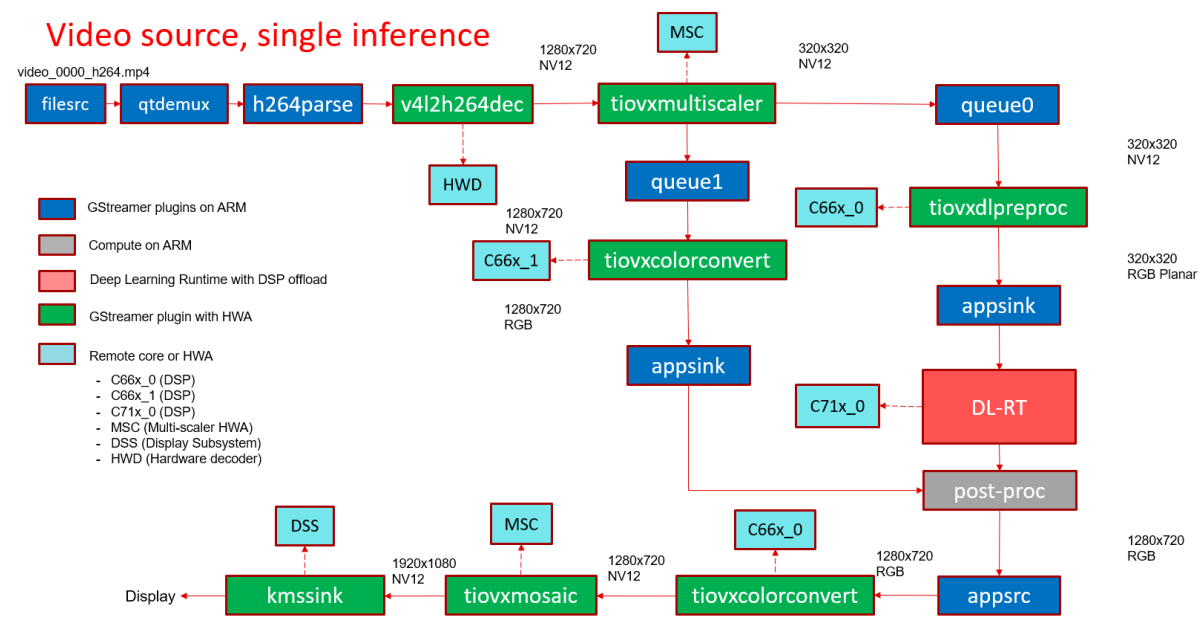 Video source, single inference
video_0000_h264.mp4
filesrc
qtdemux
h264parse
v4l2h264dec
1280x720
NV12
tiovxmultiscaler
MSC
320x320
NV12
queue0
HWD
queue1
320x320
NV12
C66x_0
tiovxdlpreproc
1280x720
NV12
C66x_1
tiovxcolorconvert
320x320
RGB Planar
1280x720
RGB
appsink
appsink
C71x_0
DL-RT
post-proc
GStreamer plugins on ARM
Compute on ARM
Deep Learning Runtime with DSP offload
GStreamer plugin with HWA
Remote core or HWA
- C66x_0 (DSP)
- C66x_1 (DSP)
- C71x_0 (DSP)
- MSC (Multi-scaler HWA)
- DSS (Display Subsystem)
- HWD (Hardware decoder)
1280x720
RGB
appsrc
1280x720
RGB
C66x_0
tiovxcolorconvert
1280x720
NV12
MSC
tiovxmosaic
1920x1080
NV12
DSS
kmssink
Display